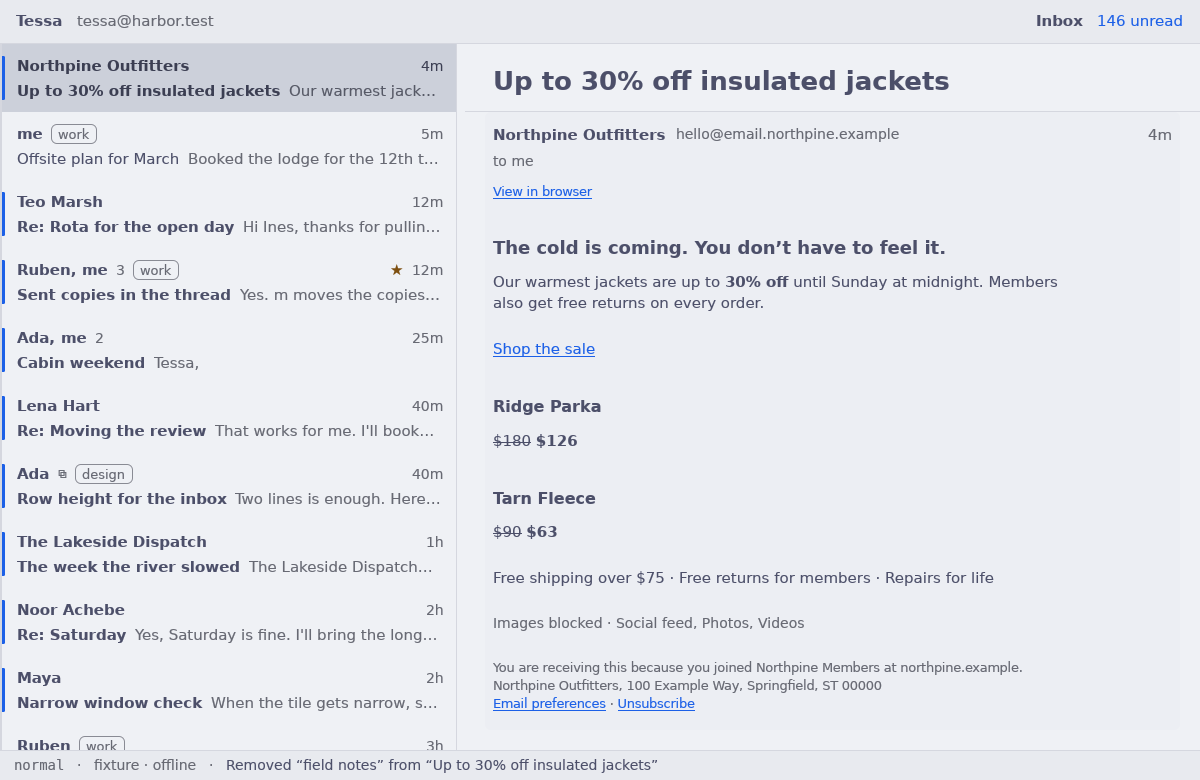 Tessa tessa@harbor.test Inbox 146 unread
Northpine Outfitters 4m
Up to 30% off insulated jackets Our warmest jack…
me work 5m
Offsite plan for March Booked the lodge for the 12th t…
Teo Marsh 12m
Re: Rota for the open day Hi Ines, thanks for pullin…
Ruben, me 3 work ★ 12m
Sent copies in the thread Yes. m moves the copies…
Ada, me 2 25m
Cabin weekend Tessa,
Lena Hart 40m
Re: Moving the review That works for me. I'll book…
Ada design 40m
Row height for the inbox Two lines is enough. Here…
The Lakeside Dispatch 1h
The week the river slowed The Lakeside Dispatch…
Noor Achebe 2h
Re: Saturday Yes, Saturday is fine. I'll bring the long…
Maya 2h
Narrow window check When the tile gets narrow, s…
Ruben work 3h
Up to 30% off insulated jackets
Northpine Outfitters hello@email.northpine.example 4m
to me
View in browser
The cold is coming. You don’t have to feel it.
Our warmest jackets are up to 30% off until Sunday at midnight. Members
also get free returns on every order.
Shop the sale
Ridge Parka
$180 $126
Tarn Fleece
$90 $63
Free shipping over $75 · Free returns for members · Repairs for life
Images blocked · Social feed, Photos, Videos
You are receiving this because you joined Northpine Members at northpine.example.
Northpine Outfitters, 100 Example Way, Springfield, ST 00000
Email preferences · Unsubscribe
normal · fixture · offline · Removed “field notes” from “Up to 30% off insulated jackets”